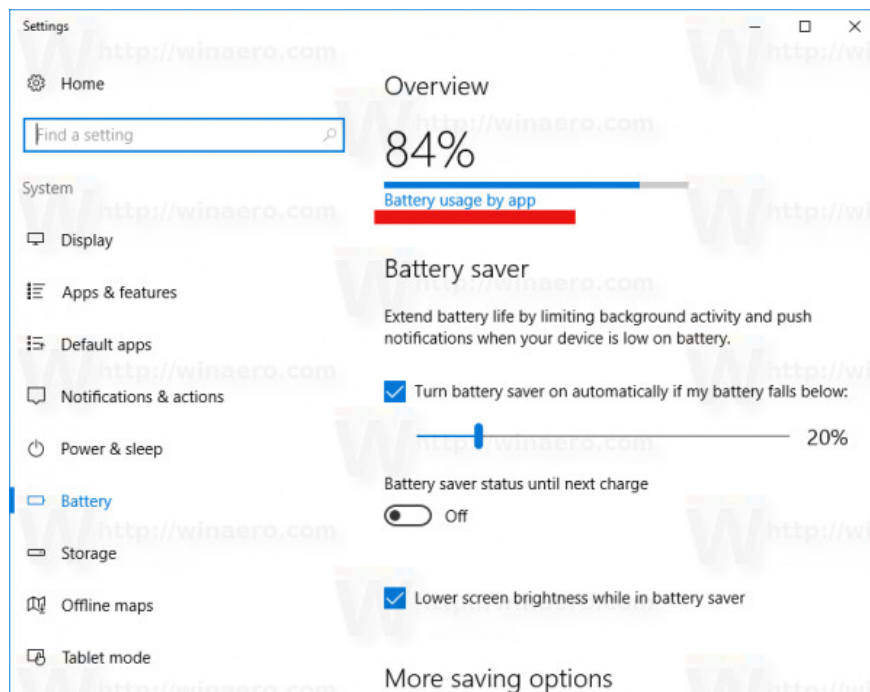 Settings
Home
Find a setting
System
Display
Apps & features
Default apps
Notifications & actions
Power & sleep
Battery
Storage
Offline maps
Tablet mode
Overview
84%
Battery usage by app
Battery saver
Extend battery life by limiting background activity and push
notifications when your device is low on battery.
Turn battery saver on automatically if my battery falls below:
20%
Battery saver status until next charge
Off
Lower screen brightness while in battery saver
More saving options
W http://winaero.com